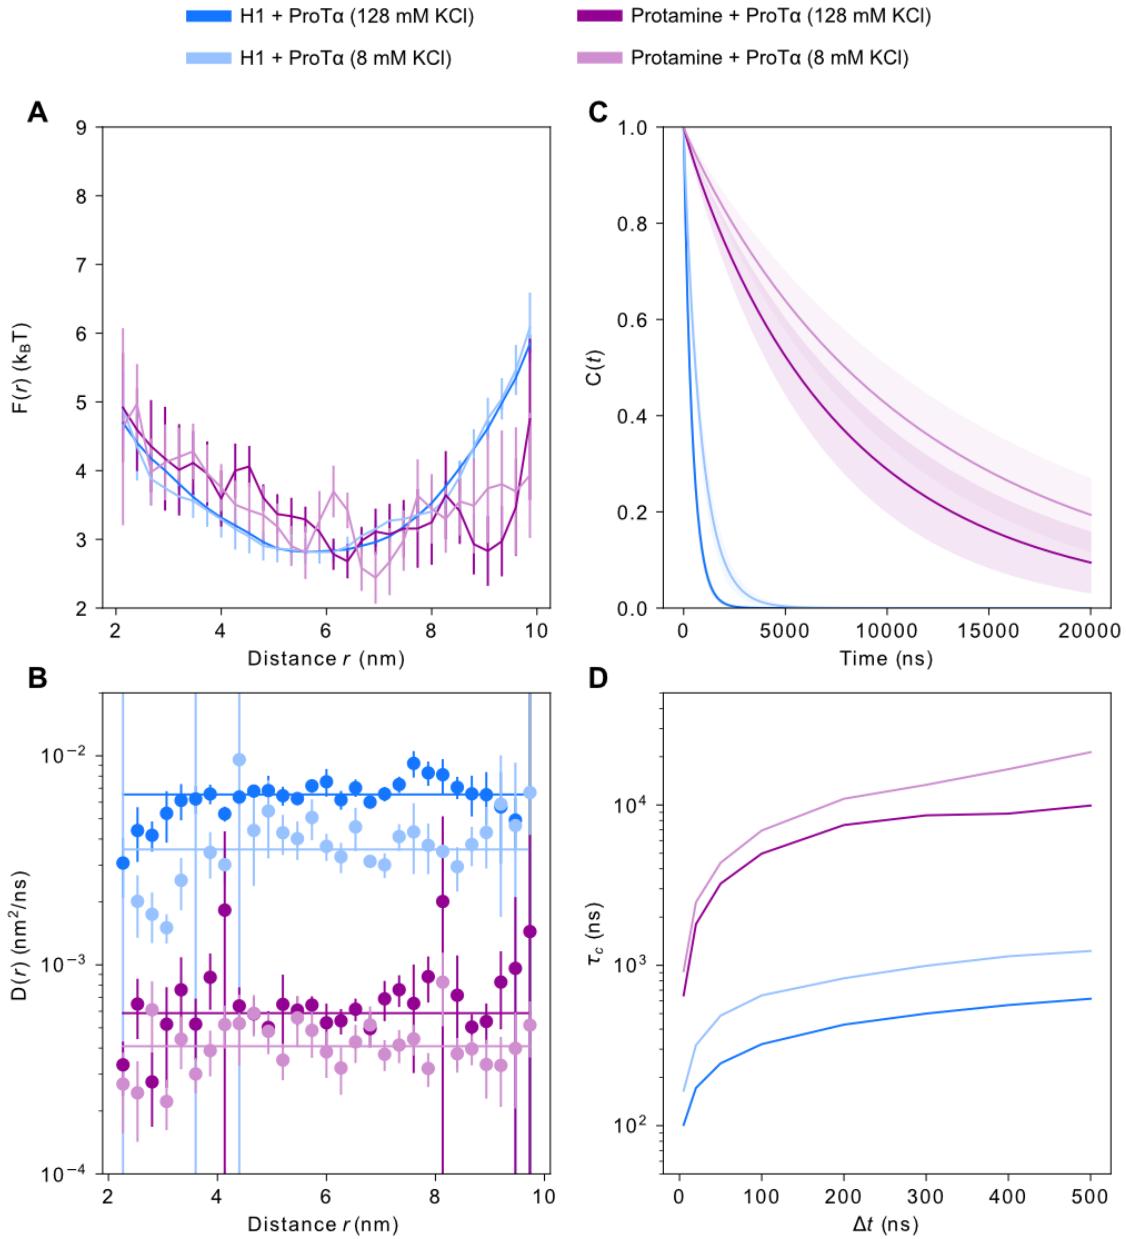 H1 + ProTα (128 mM KCl)
Protamine + ProTα (128 mM KCl)
H1 + ProTα (8 mM KCl)
Protamine + ProTα (8 mM KCl)
A
F(r) (k_BT)
9
8
7
6
5
4
3
2
2 4 6 8 10
Distance r (nm)
C
C(t)
1.0
0.8
0.6
0.4
0.2
0.0
0 5000 10000 15000 20000
Time (ns)
B
D(r) (nm²/ns)
10⁻²
10⁻³
10⁻⁴
2 4 6 8 10
Distance r (nm)
D
τ_c (ns)
10⁴
10³
10²
0 100 200 300 400 500
Δt (ns)